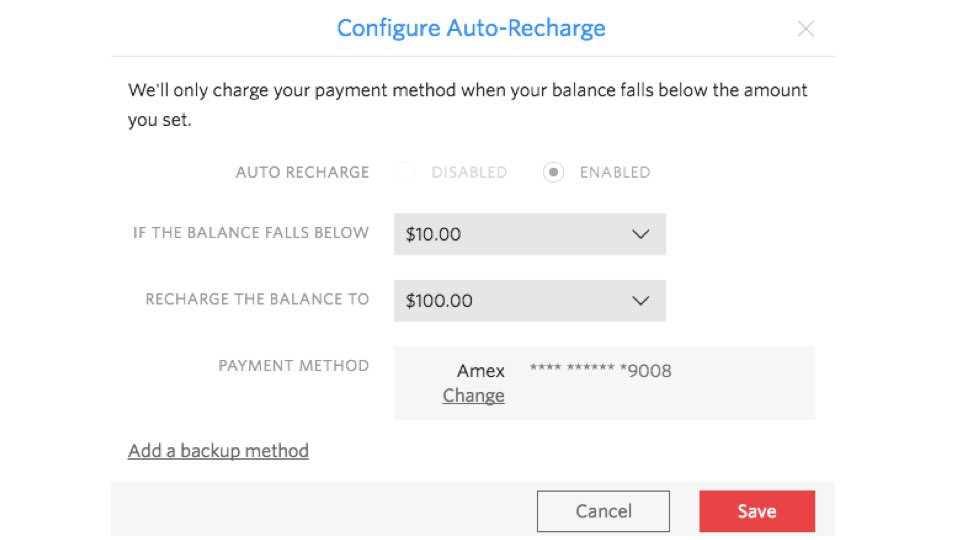 Configure Auto-Recharge
We'll only charge your payment method when your balance falls below the amount
you set.
AUTO RECHARGE DISABLED ENABLED
IF THE BALANCE FALLS BELOW $10.00
RECHARGE THE BALANCE TO $100.00
PAYMENT METHOD Amex **** ****** *9008
Change
Add a backup method
Cancel Save